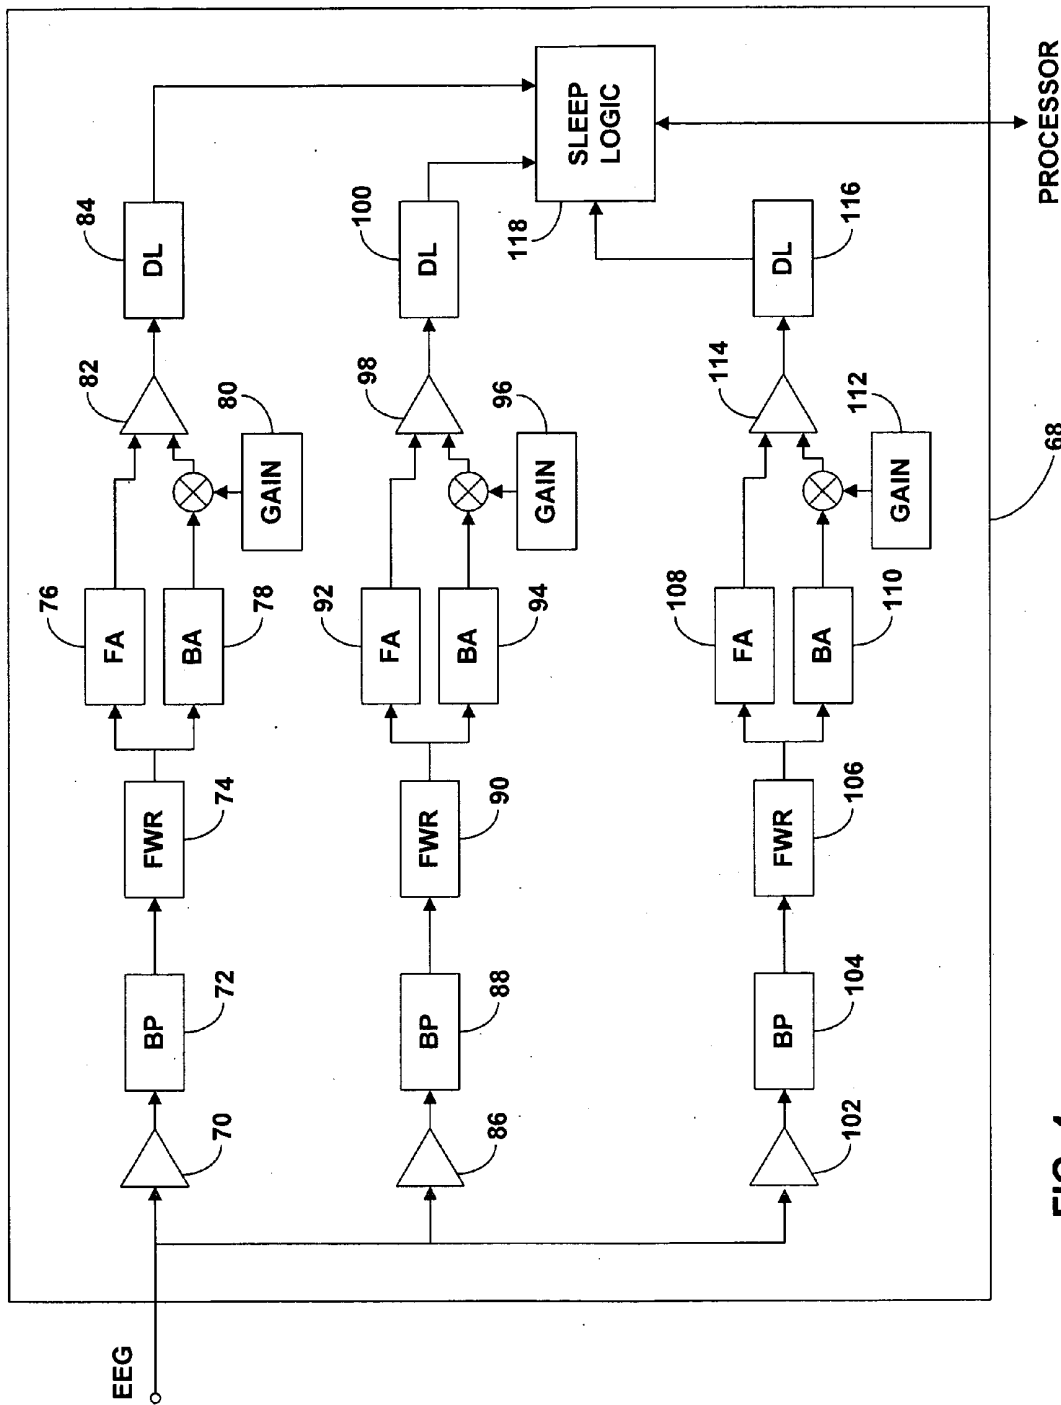 76
FA
84
82
EEG
70
72
BP
74
FWR
DL
78
BA
80
GAIN
92
FA
100
98
86
88
BP
90
FWR
DL
94
BA
96
GAIN
118
SLEEP
LOGIC
108
FA
114
102
104
BP
106
FWR
DL
116
110
BA
112
GAIN
68
PROCESSOR
FIG. 4